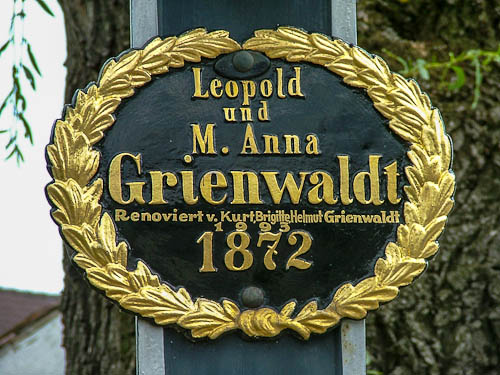 Leopold
und
M. Anna
Grienwaldt
Renoviert v. Kurt, Brigitte Helmut Grienwaldt
1993
1872